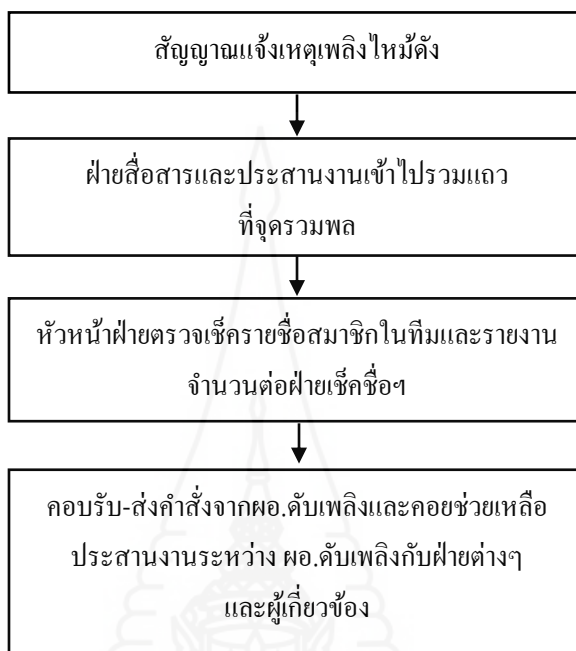 สัญญาณแจ้งเหตุเพลิงไหม้ดัง
ฝ่ายสื่อสารและประสานงานเข้าไปรวมแถว
ที่จุดรวมพล
หัวหน้าฝ่ายตรวจเช็ครายชื่อสมาชิกในทีมและรายงาน
จำนวนต่อฝ่ายเช็คชื่อฯ
คอบรับ-ส่งคำสั่งจากผอ.ดับเพลิงและคอยช่วยเหลือ
ประสานงานระหว่าง ผอ.ดับเพลิงกับฝ่ายต่างๆ
และผู้เกี่ยวข้อง